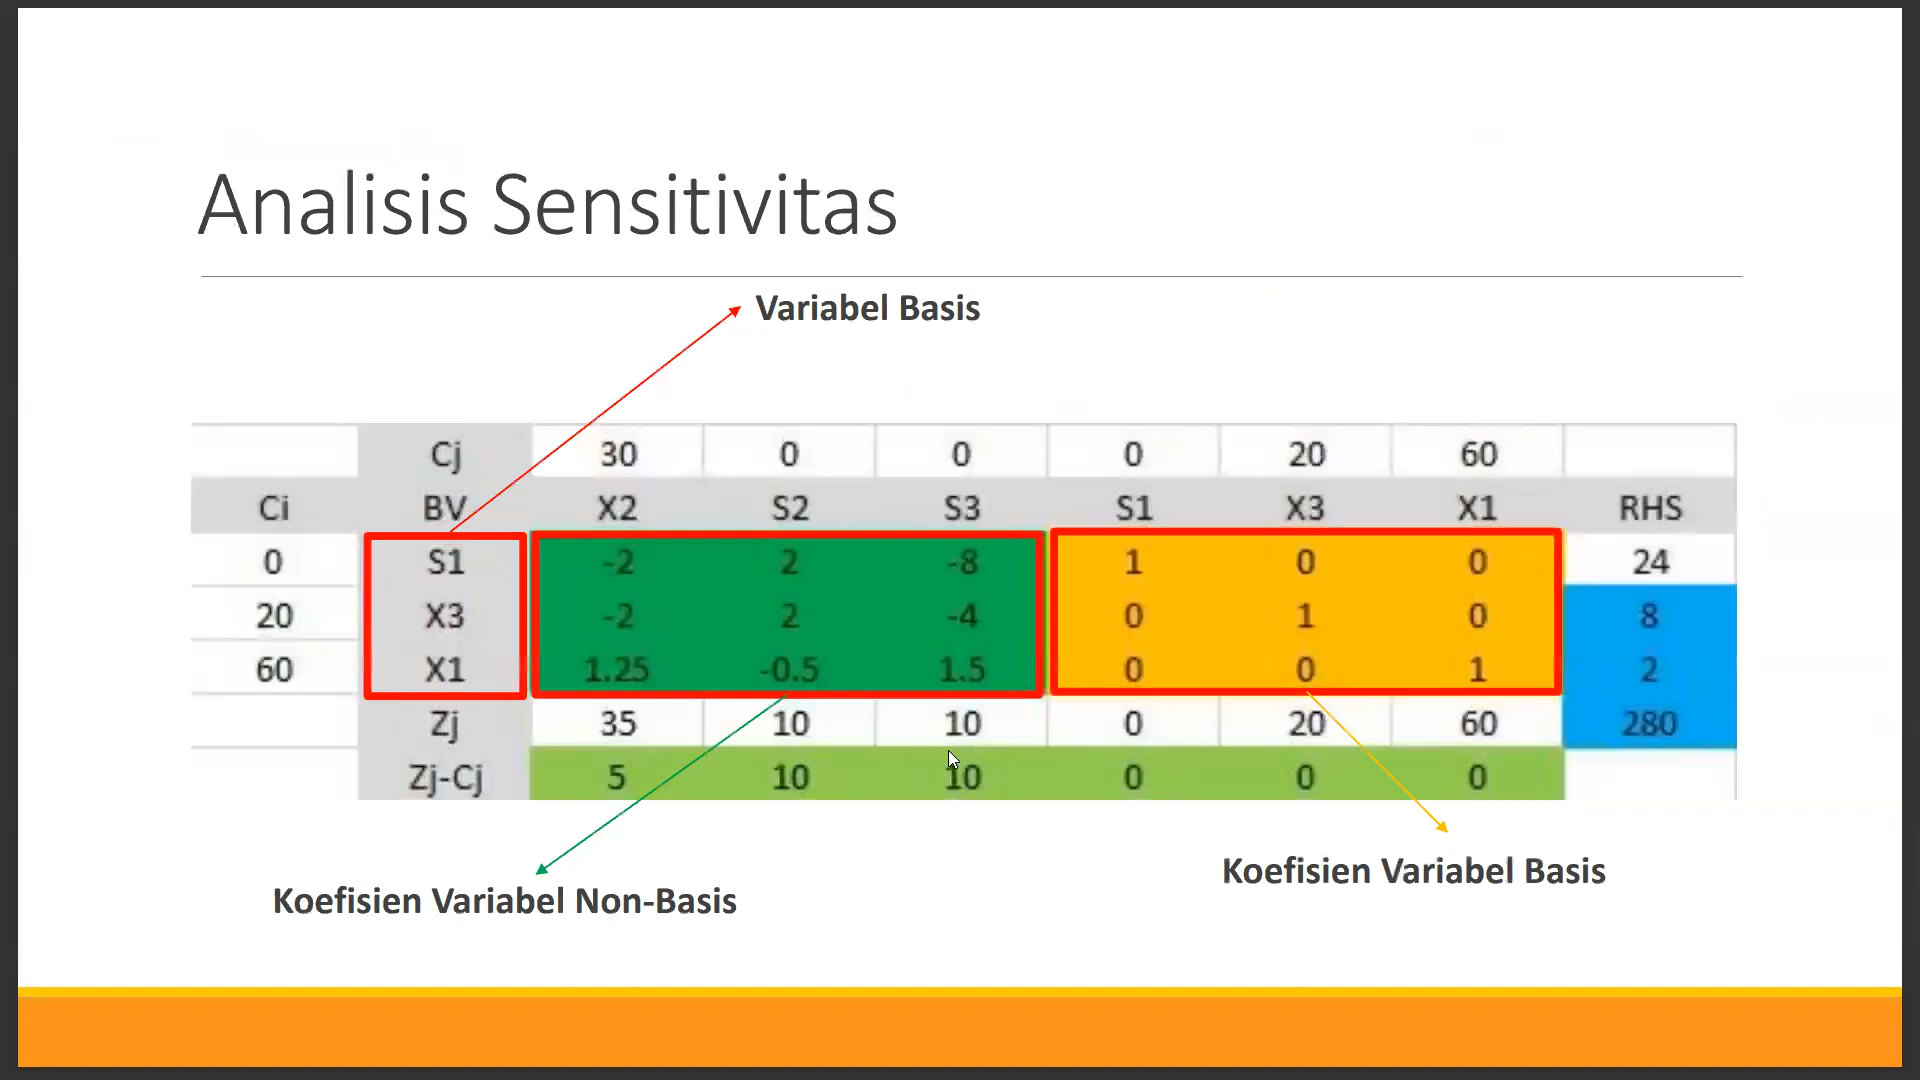 Analisis Sensitivitas
Variabel Basis
Cj 30 0 0 0 20 60
Ci BV X2 S2 S3 S1 X3 X1 RHS
0 S1 -2 2 -8 1 0 0 24
20 X3 -2 2 -4 0 1 0 8
60 X1 1.25 -0.5 1.5 0 0 1 2
Zj 35 10 10 0 20 60 280
Zj-Cj 5 10 10 0 0 0
Koefisien Variabel Basis
Koefisien Variabel Non-Basis